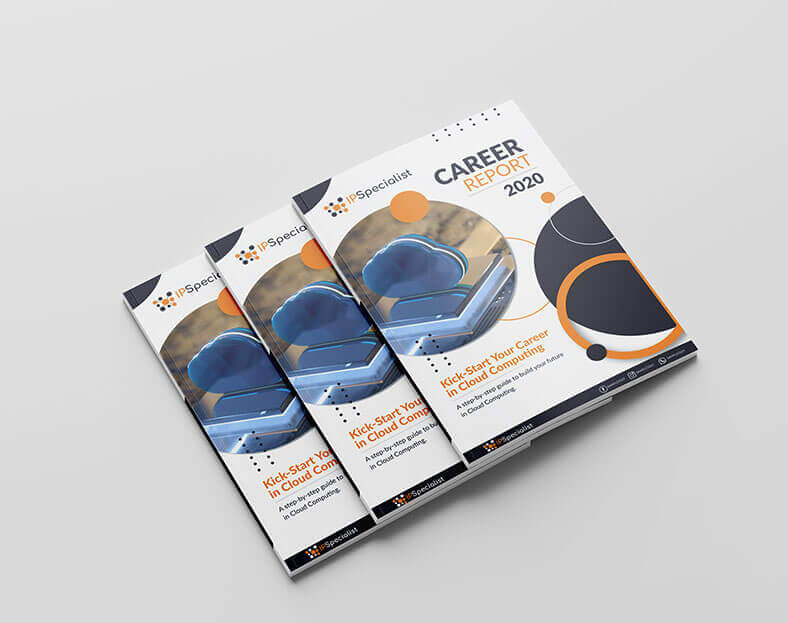 IPSpecialist
CAREER
REPORT
2020
Kick-Start Your Career
in Cloud Computing
A step-by-step guide to build your future
in Cloud Computing.
IPSpecialist
IPSpecialist
Kick-Start Your
in Cloud Comp
A step-by-step guide to bu
in Cloud Computing.
IPSpecialist
IPSpeci
Kick-Start You
in Cloud Comp
A step-by-step guide to
in Cloud Computing.
IPSpecialist